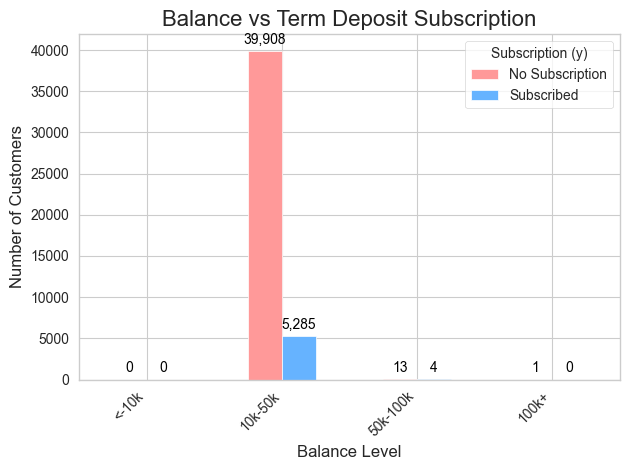 Balance vs Term Deposit Subscription
39,908
Subscription (y)
No Subscription
Subscribed
40000
35000
30000
25000
20000
15000
10000
5000
0
Number of Customers
5,285
0 0
13 4
1 0
<-10k
10k-50k
50k-100k
100k+
Balance Level